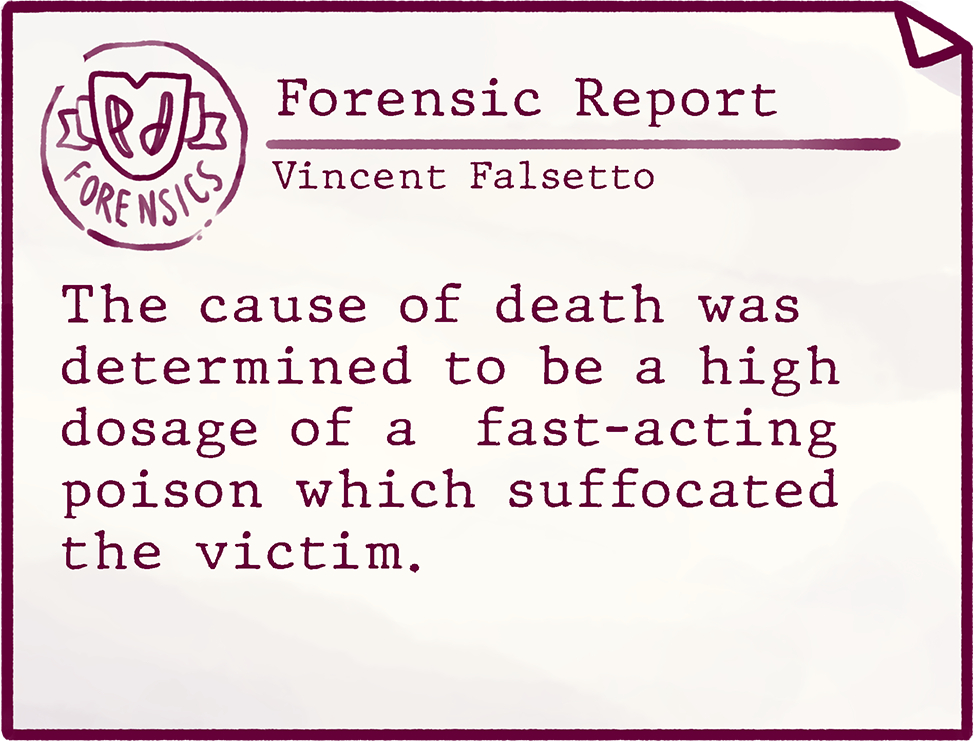 Pd
FORENSICS
Forensic Report
Vincent Falsetto
The cause of death was
determined to be a high
dosage of a  fast-acting
poison which suffocated
the victim.